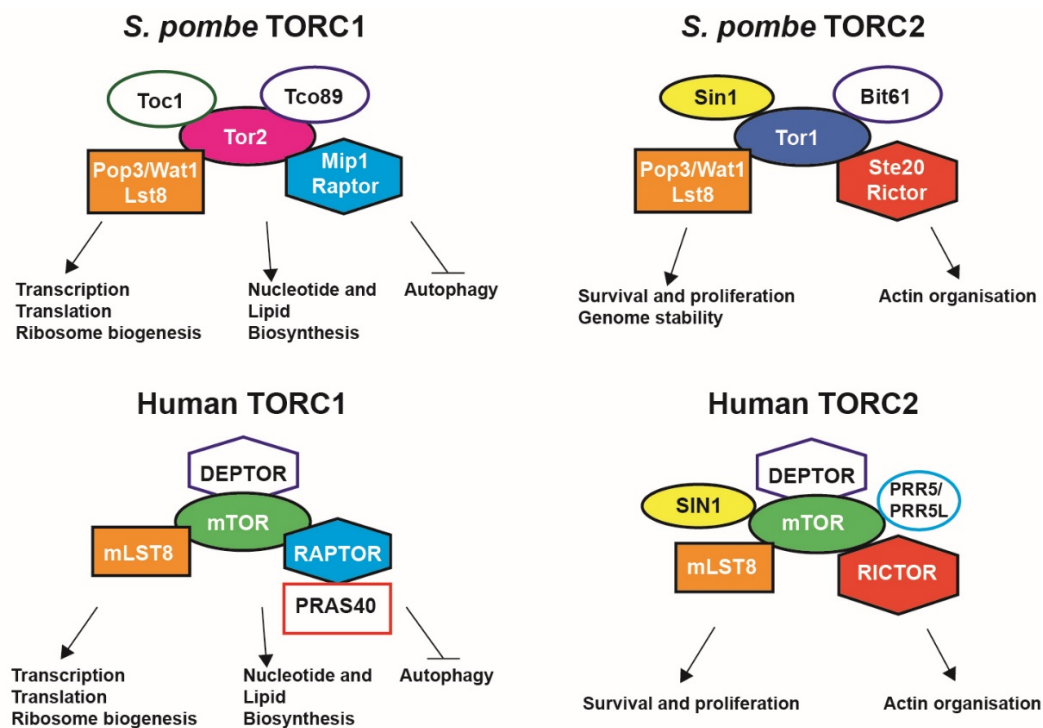 S. pombe TORC1
Toc1
Tco89
Tor2
Pop3/Wat1
Lst8
Mip1
Raptor
Transcription
Translation
Ribosome biogenesis
Nucleotide and
Lipid
Biosynthesis
Autophagy
S. pombe TORC2
Sin1
Bit61
Tor1
Pop3/Wat1
Lst8
Ste20
Rictor
Survival and proliferation
Genome stability
Actin organisation
Human TORC1
DEPTOR
mTOR
mLST8
RAPTOR
PRAS40
Transcription
Translation
Ribosome biogenesis
Nucleotide and
Lipid
Biosynthesis
Autophagy
Human TORC2
DEPTOR
SIN1
mTOR
PRR5/
PRR5L
mLST8
RICTOR
Survival and proliferation
Actin organisation